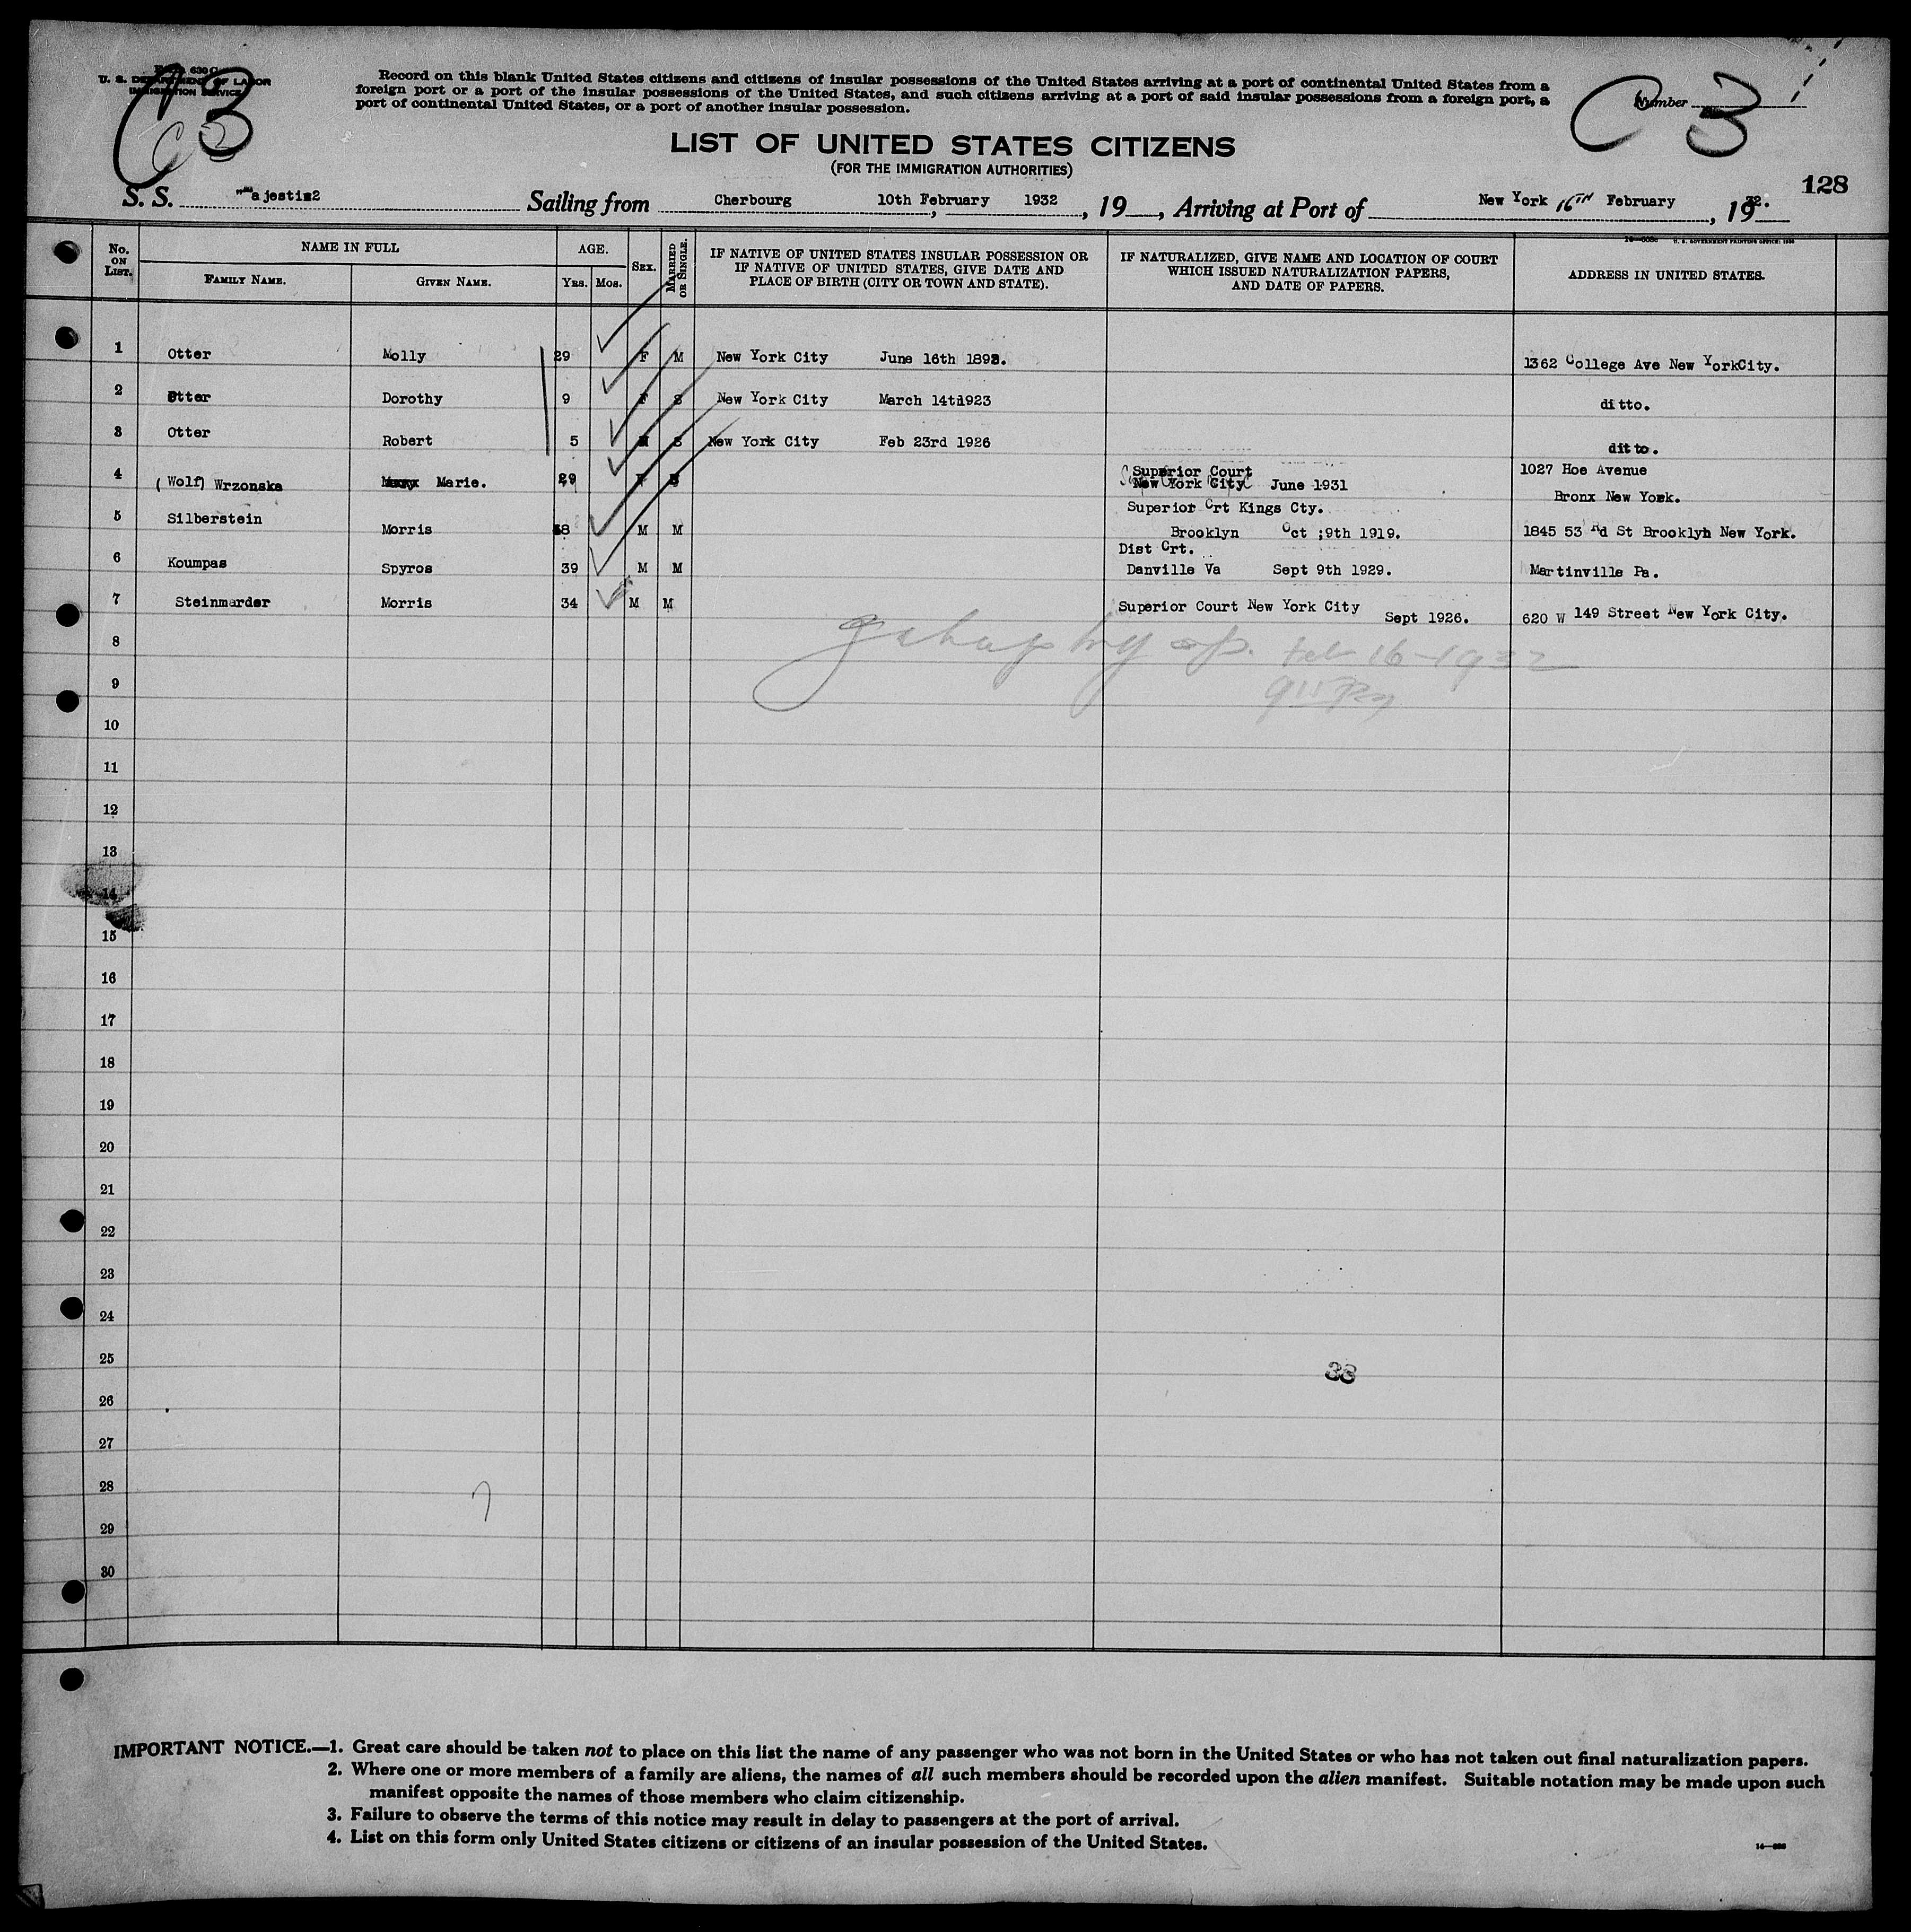 U. S. DEPARTMENT OF LABOR
IMMIGRATION SERVICE
C 3
Record on this blank United States citizens and citizens of insular possessions of the United States arriving at a port of continental United States from a
foreign port or a port of the insular possessions of the United States, and such citizens arriving at a port of said insular possessions from a foreign port, a
port of continental United States, or a port of another insular possession.
Number
C 3
LIST OF UNITED STATES CITIZENS
(FOR THE IMMIGRATION AUTHORITIES)
128
S. S. Sailing from Cherbourg 10th February 1932, 19 , Arriving at Port of New York 16TH February , 1932.
No. ON LIST. NAME IN FULL AGE. SEX. MARRIED OR SINGLE. IF NATIVE OF UNITED STATES INSULAR POSSESSION OR IF NATIVE OF UNITED STATES, GIVE DATE AND PLACE OF BIRTH (CITY OR TOWN AND STATE). IF NATURALIZED, GIVE NAME AND LOCATION OF COURT WHICH ISSUED NATURALIZATION PAPERS, AND DATE OF PAPERS. ADDRESS IN UNITED STATES.
FAMILY NAME. GIVEN NAME. YRS. MOS.
1 Otter Molly 29 F M New York City June 16th 1362 College Ave New YorkCity.
2 Otter Dorothy 9 F S New York City March 14th1923 ditto.
3 Otter Robert 5 M S New York City Feb 23rd 1926 ditto.
4 (Wolf) Wrzonska Marie. 29 F Superior Court 1027 Hoe Avenue
New York City June 1931 Bronx New York.
5 Silberstein Morris 38 M M Superior Crt Kings Cty.
Brooklyn Oct ;9th 1919. 1845 53 Rd St Brooklyn New York.
6 Koumpas Spyros 39 M M Dist Crt.
Danville Va Sept 9th 1929. Martinville Pa.
7 Steinmarder Morris 34 M M Superior Court New York City
Sept 1926. 620 W 149 Street New York City.
Feb 16-1932
8
9
10
11
12
13
14
15
16
17
18
19
20
21
22
23
24
25
38
26
27
28
29
30
IMPORTANT NOTICE.—1. Great care should be taken not to place on this list the name of any passenger who was not born in the United States or who has not taken out final naturalization papers.
2. Where one or more members of a family are aliens, the names of all such members should be recorded upon the alien manifest. Suitable notation may be made upon such
manifest opposite the names of those members who claim citizenship.
3. Failure to observe the terms of this notice may result in delay to passengers at the port of arrival.
4. List on this form only United States citizens or citizens of an insular possession of the United States.